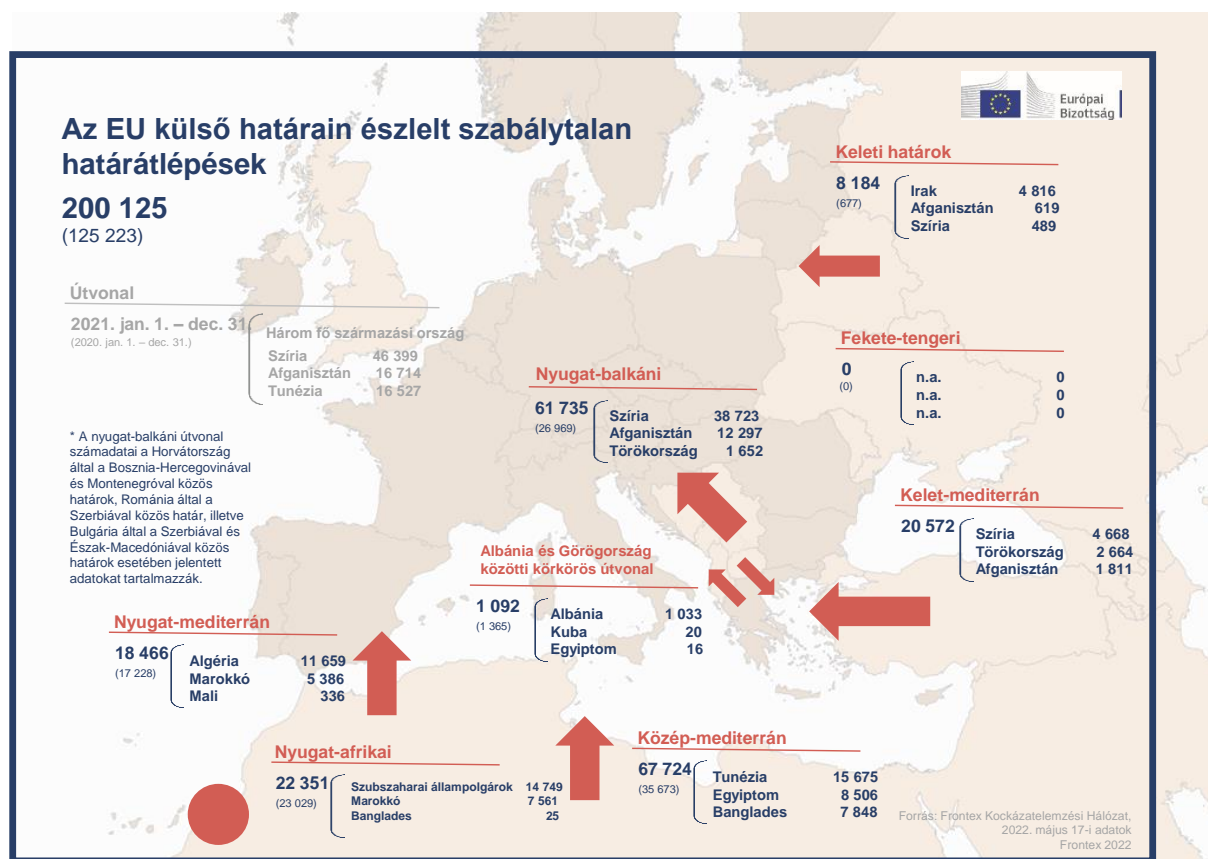 Európai
Bizottság
Az EU külső határain észlelt szabálytalan
határátlépések
200 125
(125 223)
Útvonal
2021. jan. 1. – dec. 31
(2020. jan. 1. – dec. 31.)
Három fő származási ország
Szíria 46 399
Afganisztán 16 714
Tunézia 16 527
* A nyugat-balkáni útvonal
számadatai a Horvátország
által a Bosznia-Hercegovinával
és Montenegróval közös
határok, Románia által a
Szerbiával közös határ, illetve
Bulgária által a Szerbiával és
Észak-Macedóniával közös
határok esetében jelentett
adatokat tartalmazzák.
Keleti határok
8 184
(677)
Irak 4 816
Afganisztán 619
Szíria 489
Fekete-tengeri
0
(0)
n.a. 0
n.a. 0
n.a. 0
Nyugat-balkáni
61 735
(26 969)
Szíria 38 723
Afganisztán 12 297
Törökország 1 652
Kelet-mediterrán
20 572
Szíria 4 668
Törökország 2 664
Afganisztán 1 811
Albánia és Görögország
közötti körkörös útvonal
1 092
(1 365)
Albánia 1 033
Kuba 20
Egyiptom 16
Nyugat-mediterrán
18 466
(17 228)
Algéria 11 659
Marokkó 5 386
Mali 336
Nyugat-afrikai
22 351
(23 029)
Szubszaharai állampolgárok 14 749
Marokkó 7 561
Banglades 25
Közép-mediterrán
67 724
(35 673)
Tunézia 15 675
Egyiptom 8 506
Banglades 7 848
Forrás: Frontex Kockázatelemzési Hálózat,
2022. május 17-i adatok
Frontex 2022